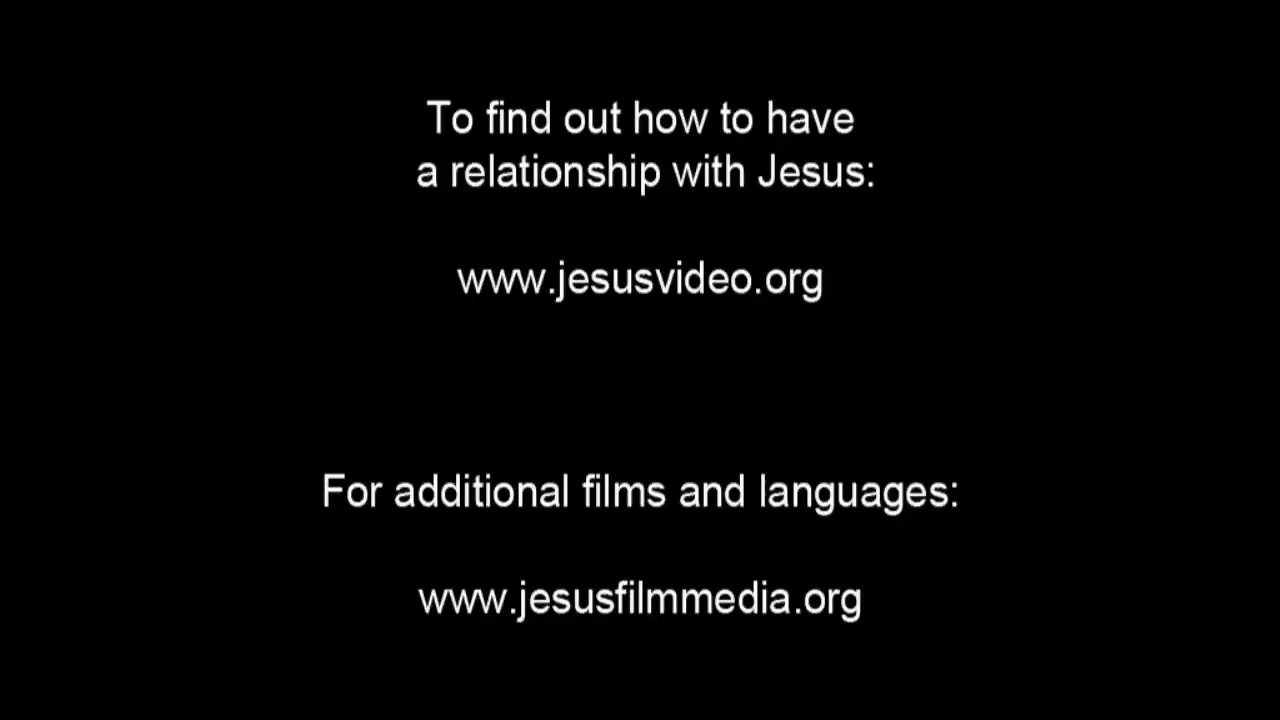 To find out how to have
a relationship with Jesus:
www.jesusvideo.org
For additional films and languages:
www.jesusfilmmedia.org